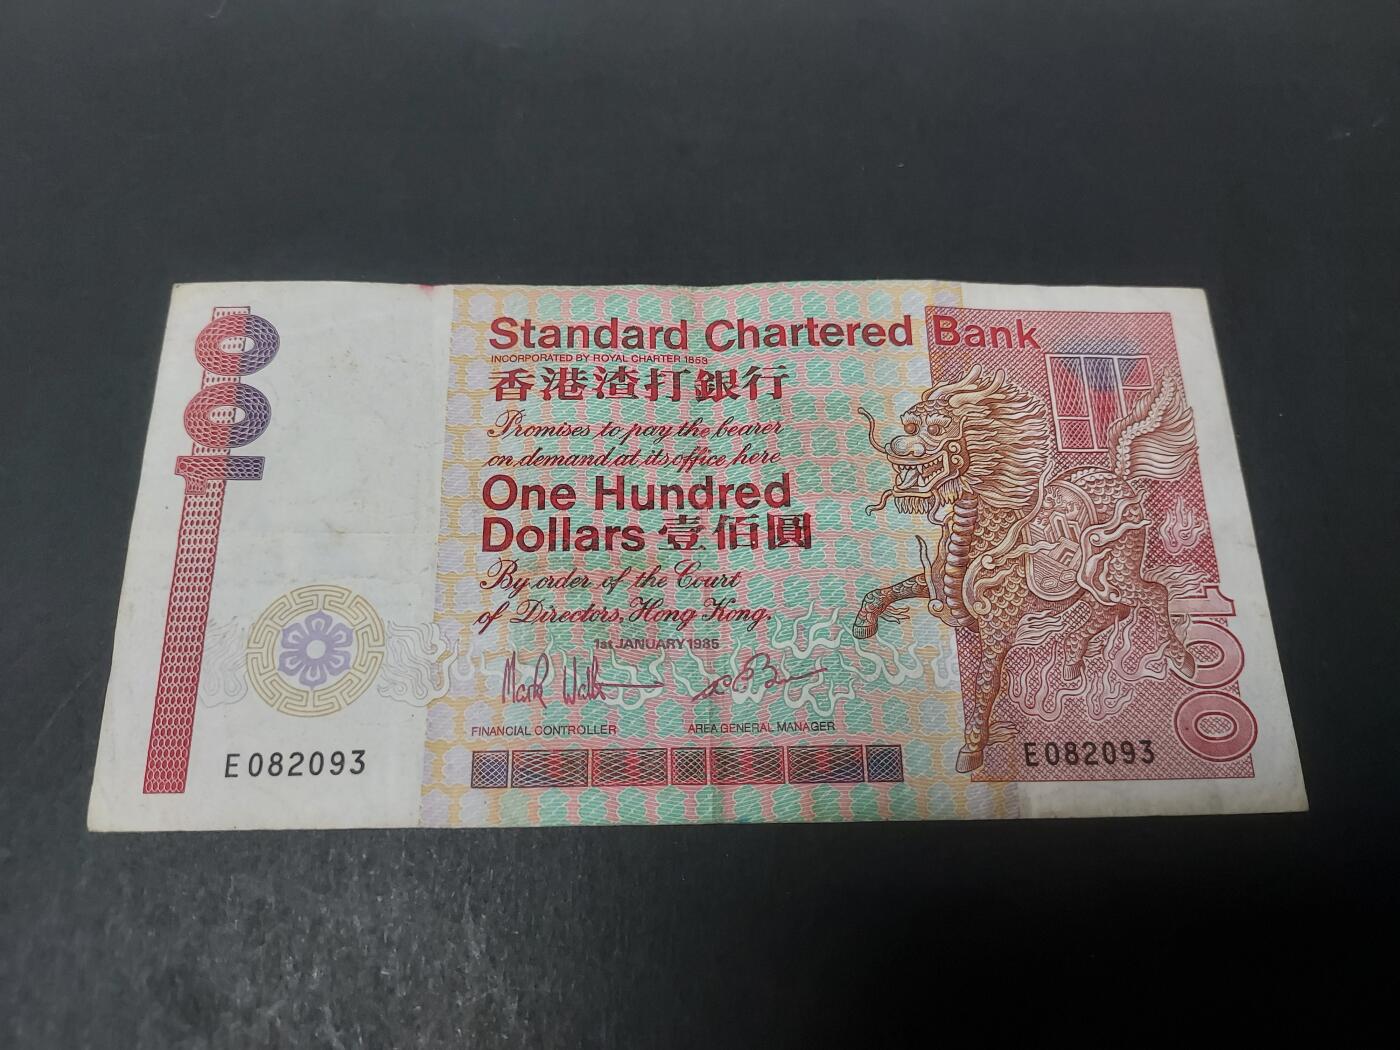 100
Standard Chartered Bank
INCORPORATED BY ROYAL CHARTER 1853
香港渣打銀行
Promises to pay the bearer
on demand at its office here
One Hundred
Dollars 壹佰圓
By order of the Court
of Directors, Hong Kong.
1st JANUARY 1985
FINANCIAL CONTROLLER AREA GENERAL MANAGER
E082093
E082093
100